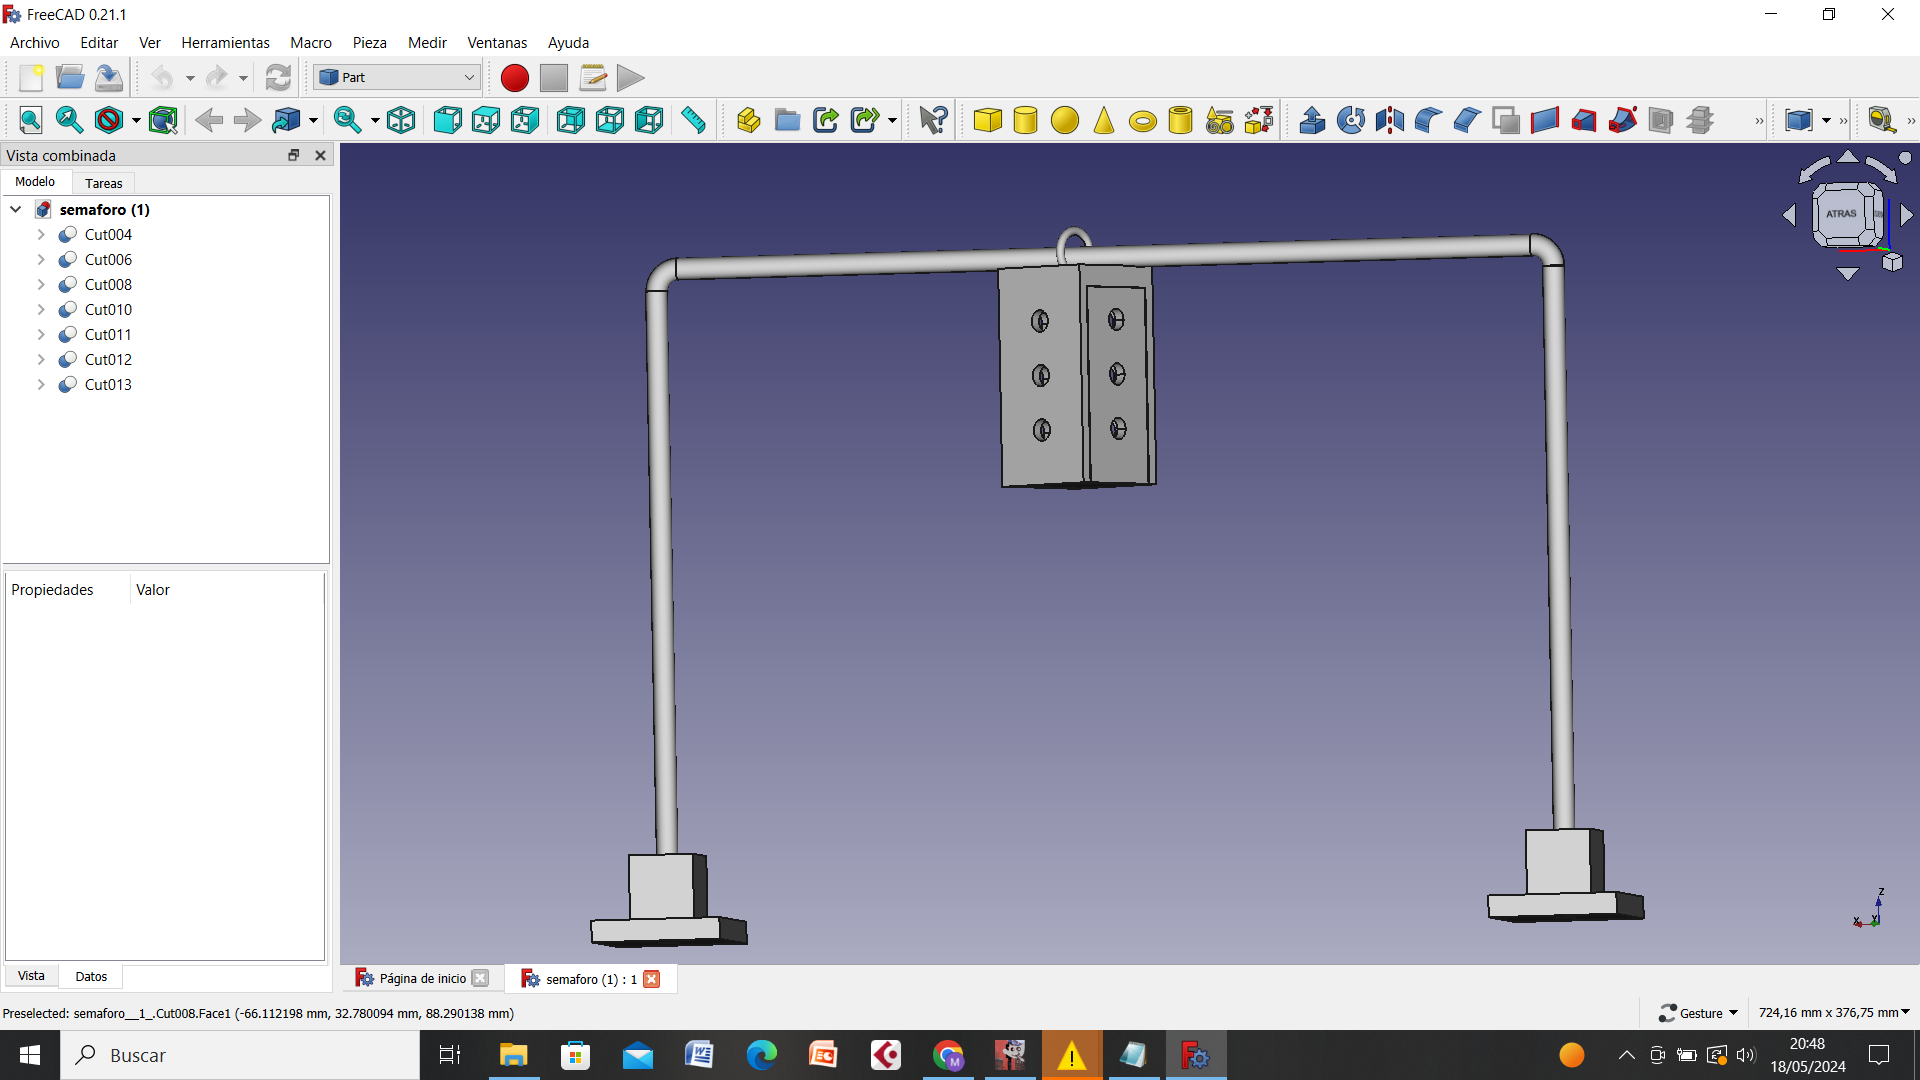 FreeCAD 0.21.1
Archivo Editar Ver Herramientas Macro Pieza Medir Ventanas Ayuda
Part
Vista combinada
Modelo Tareas
semaforo (1)
Cut004
Cut006
Cut008
Cut010
Cut011
Cut012
Cut013
Propiedades Valor
Vista Datos
ATRAS
Z
X Y
Página de inicio
semaforo (1) : 1
Preselected: semaforo__1_.Cut008.Face1 (-66.112198 mm, 32.780094 mm, 88.290138 mm)
Gesture
724,16 mm x 376,75 mm
Buscar
20:48
18/05/2024